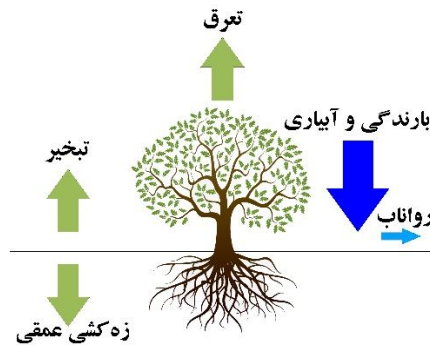 تعرق
بارندگی و آبیاری
تبخیر
رواناب
زه کشی عمقی